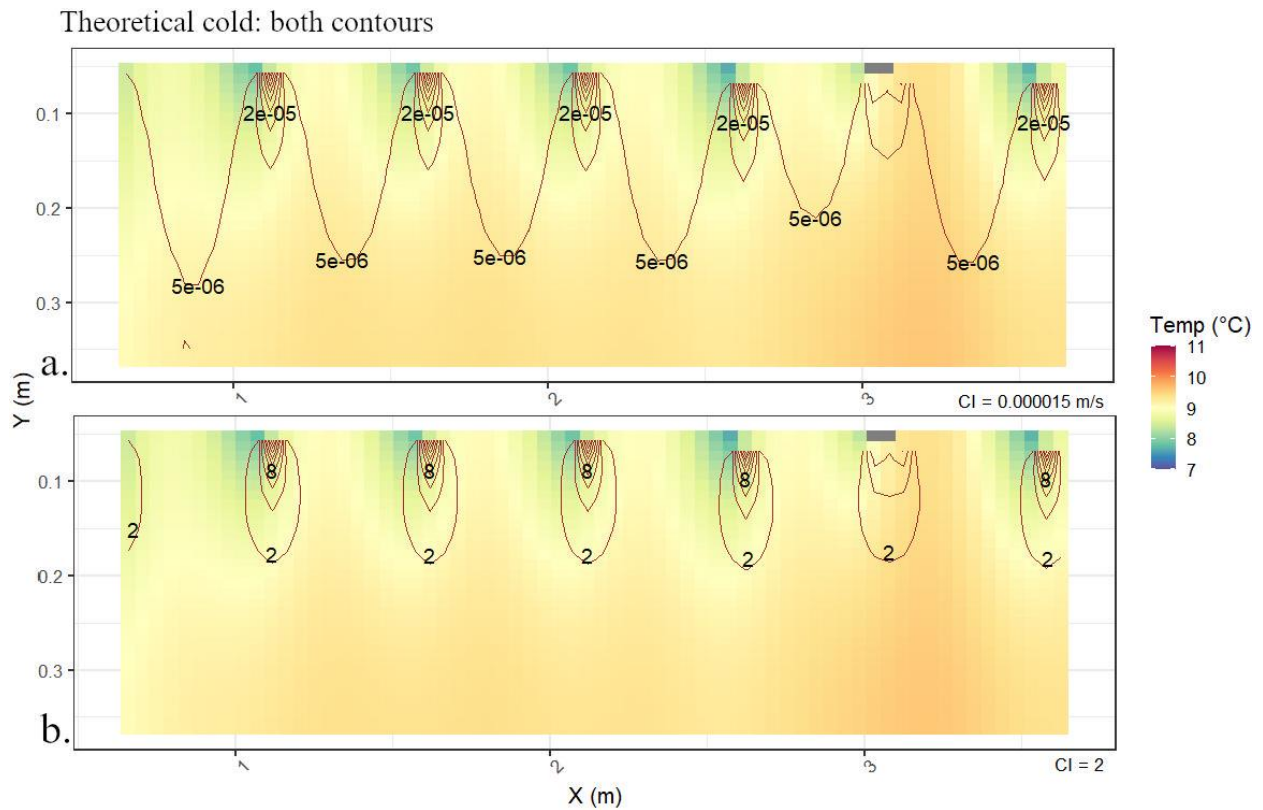 Theoretical cold: both contours
0.1
0.2
0.3
2e-05
2e-05
2e-05
2e-05
2e-05
5e-06
5e-06
5e-06
5e-06
5e-06
5e-06
a.
1
2
3
CI = 0.000015 m/s
Y (m)
Temp (°C)
11
10
9
8
7
0.1
0.2
0.3
8
8
8
8
8
2
2
2
2
2
2
2
b.
1
2
3
CI = 2
X (m)